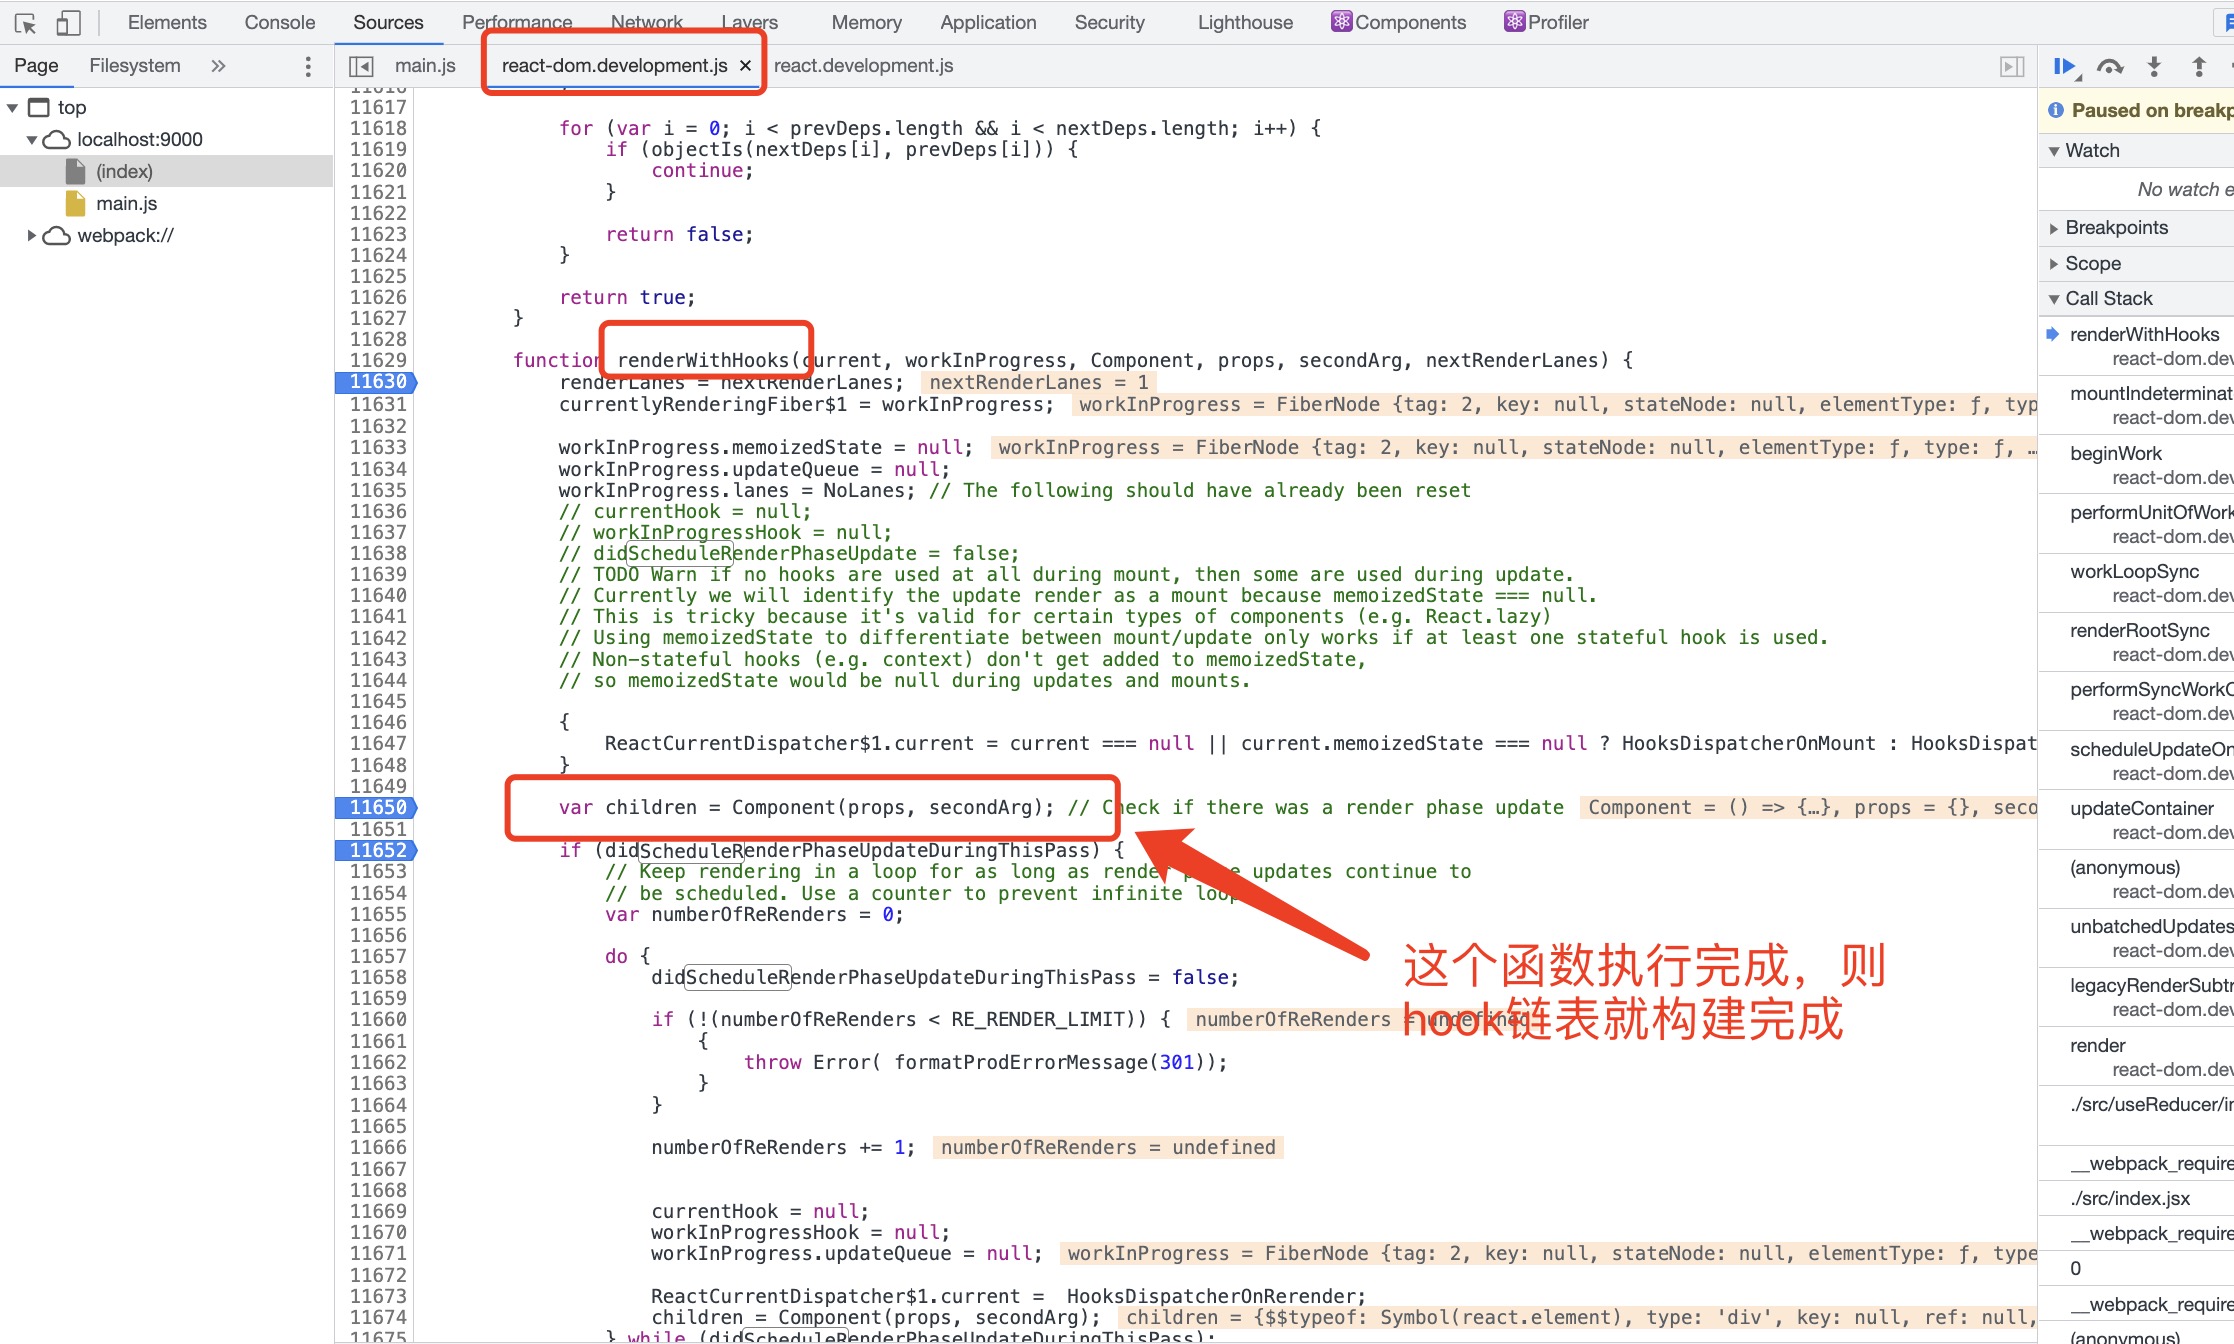 Elements Console Sources Performance Network Layers Memory Application Security Lighthouse Components Profiler
Page Filesystem » main.js react-dom.development.js × react.development.js
top
localhost:9000
(index)
main.js
webpack://
11616
11617
11618 for (var i = 0; i < prevDeps.length && i < nextDeps.length; i++) {
11619 if (objectIs(nextDeps[i], prevDeps[i])) {
11620 continue;
11621 }
11622
11623 return false;
11624 }
11625
11626 return true;
11627 }
11628
11629 function renderWithHooks(current, workInProgress, Component, props, secondArg, nextRenderLanes) {
11630 renderLanes = nextRenderLanes; nextRenderLanes = 1
11631 currentlyRenderingFiber$1 = workInProgress; workInProgress = FiberNode {tag: 2, key: null, stateNode: null, elementType: ƒ, typ
11632
11633 workInProgress.memoizedState = null; workInProgress = FiberNode {tag: 2, key: null, stateNode: null, elementType: ƒ, type: ƒ, …
11634 workInProgress.updateQueue = null;
11635 workInProgress.lanes = NoLanes; // The following should have already been reset
11636 // currentHook = null;
11637 // workInProgressHook = null;
11638 // didScheduleRenderPhaseUpdate = false;
11639 // TODO Warn if no hooks are used at all during mount, then some are used during update.
11640 // Currently we will identify the update render as a mount because memoizedState === null.
11641 // This is tricky because it's valid for certain types of components (e.g. React.lazy)
11642 // Using memoizedState to differentiate between mount/update only works if at least one stateful hook is used.
11643 // Non-stateful hooks (e.g. context) don't get added to memoizedState,
11644 // so memoizedState would be null during updates and mounts.
11645
11646 {
11647 ReactCurrentDispatcher$1.current = current === null || current.memoizedState === null ? HooksDispatcherOnMount : HooksDispat
11648 }
11649
11650 var children = Component(props, secondArg); // Check if there was a render phase update Component = () => {…}, props = {}, seco
11651
11652 if (didScheduleRenderPhaseUpdateDuringThisPass) {
11653 // Keep rendering in a loop for as long as render phase updates continue to
11654 // be scheduled. Use a counter to prevent infinite loop
11655 var numberOfReRenders = 0;
11656
11657 do {
11658 didScheduleRenderPhaseUpdateDuringThisPass = false;
11659
11660 if (!(numberOfReRenders < RE_RENDER_LIMIT)) { numberOfReRenders = undefined
11661 {
11662 throw Error( formatProdErrorMessage(301));
11663 }
11664 }
11665
11666 numberOfReRenders += 1; numberOfReRenders = undefined
11667
11668
11669 currentHook = null;
11670 workInProgressHook = null;
11671 workInProgress.updateQueue = null; workInProgress = FiberNode {tag: 2, key: null, stateNode: null, elementType: ƒ, type
11672
11673 ReactCurrentDispatcher$1.current = HooksDispatcherOnRerender;
11674 children = Component(props, secondArg); children = {$$typeof: Symbol(react.element), type: 'div', key: null, ref: null,
11675 } while (didScheduleRenderPhaseUpdateDuringThisPass);
这个函数执行完成，则
hook链表就构建完成
Paused on breakp
Watch
No watch e
Breakpoints
Scope
Call Stack
renderWithHooks
react-dom.dev
mountIndeterminat
react-dom.dev
beginWork
react-dom.dev
performUnitOfWork
react-dom.dev
workLoopSync
react-dom.dev
renderRootSync
react-dom.dev
performSyncWorkO
react-dom.dev
scheduleUpdateOn
react-dom.dev
updateContainer
react-dom.dev
(anonymous)
react-dom.dev
unbatchedUpdates
react-dom.dev
legacyRenderSubtr
react-dom.dev
render
react-dom.dev
./src/useReducer/in
__webpack_require
./src/index.jsx
__webpack_require
0
__webpack_require
(anonymous)